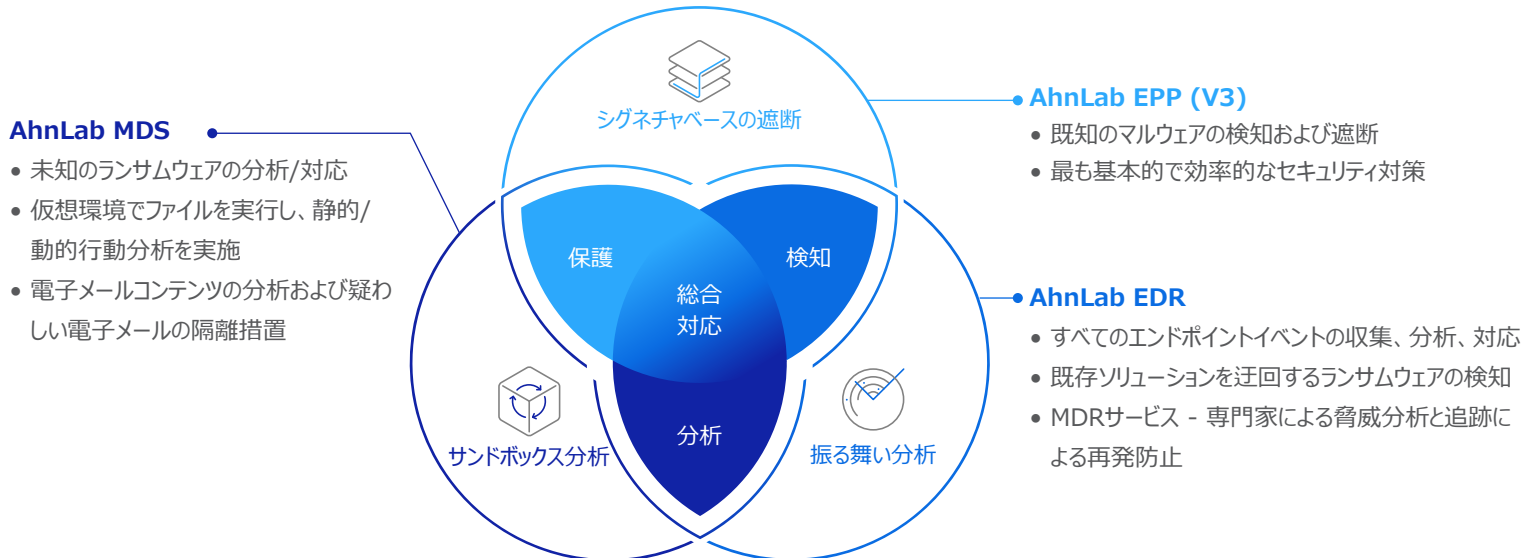 AhnLab MDS
• 未知のランサムウェアの分析/対応
• 仮想環境でファイルを実行し、静的/
動的行動分析を実施
• 電子メールコンテンツの分析および疑わ
しい電子メールの隔離措置
シグネチャベースの遮断
保護
検知
総合
対応
分析
サンドボックス分析
振る舞い分析
AhnLab EPP (V3)
• 既知のマルウェアの検知および遮断
• 最も基本的で効率的なセキュリティ対策
AhnLab EDR
• すべてのエンドポイントイベントの収集、分析、対応
• 既存ソリューションを迂回するランサムウェアの検知
• MDRサービス - 専門家による脅威分析と追跡に
よる再発防止